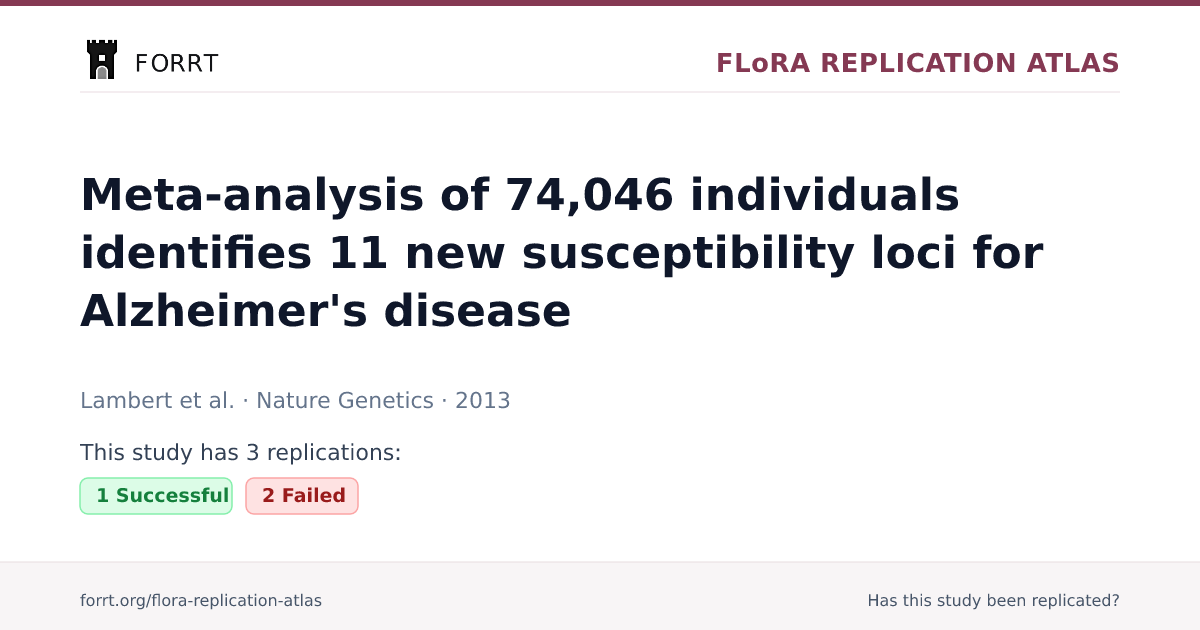 FORRT
FLoRA REPLICATION ATLAS
Meta-analysis of 74,046 individuals
identifies 11 new susceptibility loci for
Alzheimer's disease
Lambert et al. · Nature Genetics · 2013
This study has 3 replications:
1 Successful
2 Failed
forrt.org/flora-replication-atlas
Has this study been replicated?